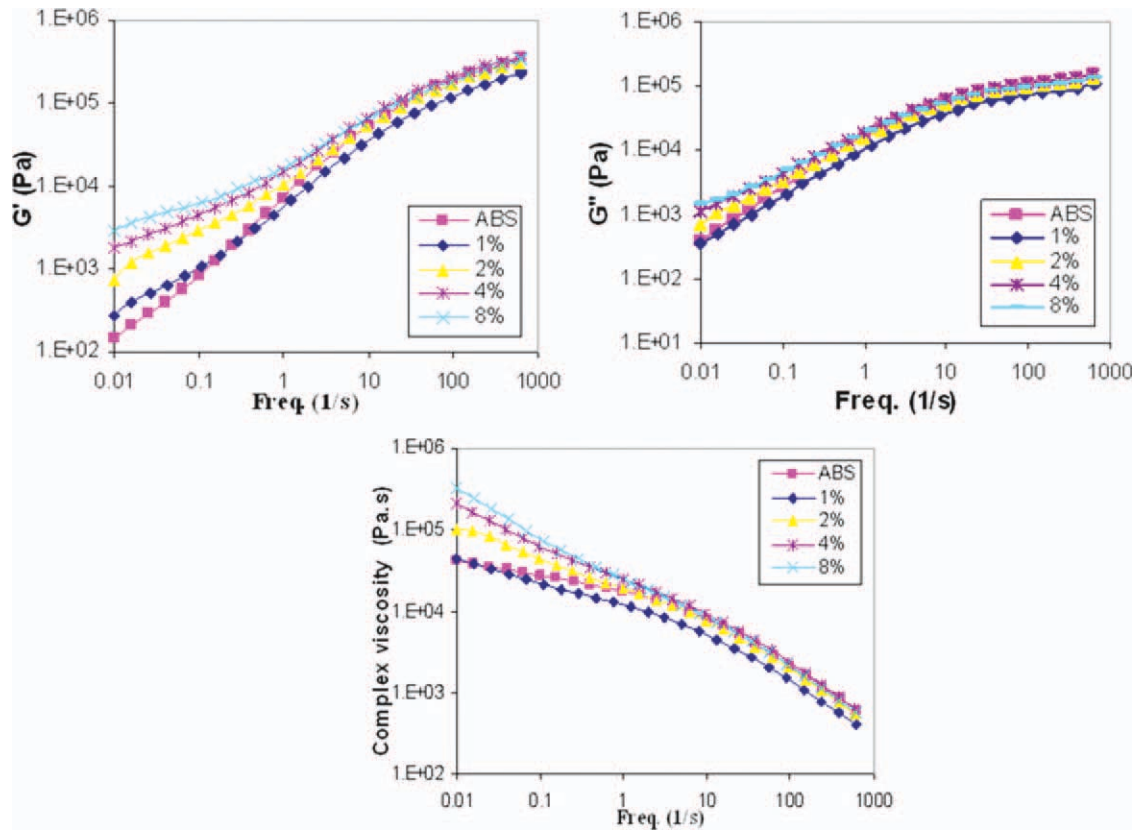 1.E+06
1.E+05
1.E+04
1.E+03
1.E+02
G' (Pa)
0.01 0.1 1 10 100 1000
Freq. (1/s)
ABS
1%
2%
4%
8%
1.E+06
1.E+05
1.E+04
1.E+03
1.E+02
1.E+01
G" (Pa)
0.01 0.1 1 10 100 1000
Freq. (1/s)
ABS
1%
2%
4%
8%
1.E+06
1.E+05
1.E+04
1.E+03
1.E+02
Complex viscosity (Pa.s)
0.01 0.1 1 10 100 1000
Freq. (1/s)
ABS
1%
2%
4%
8%